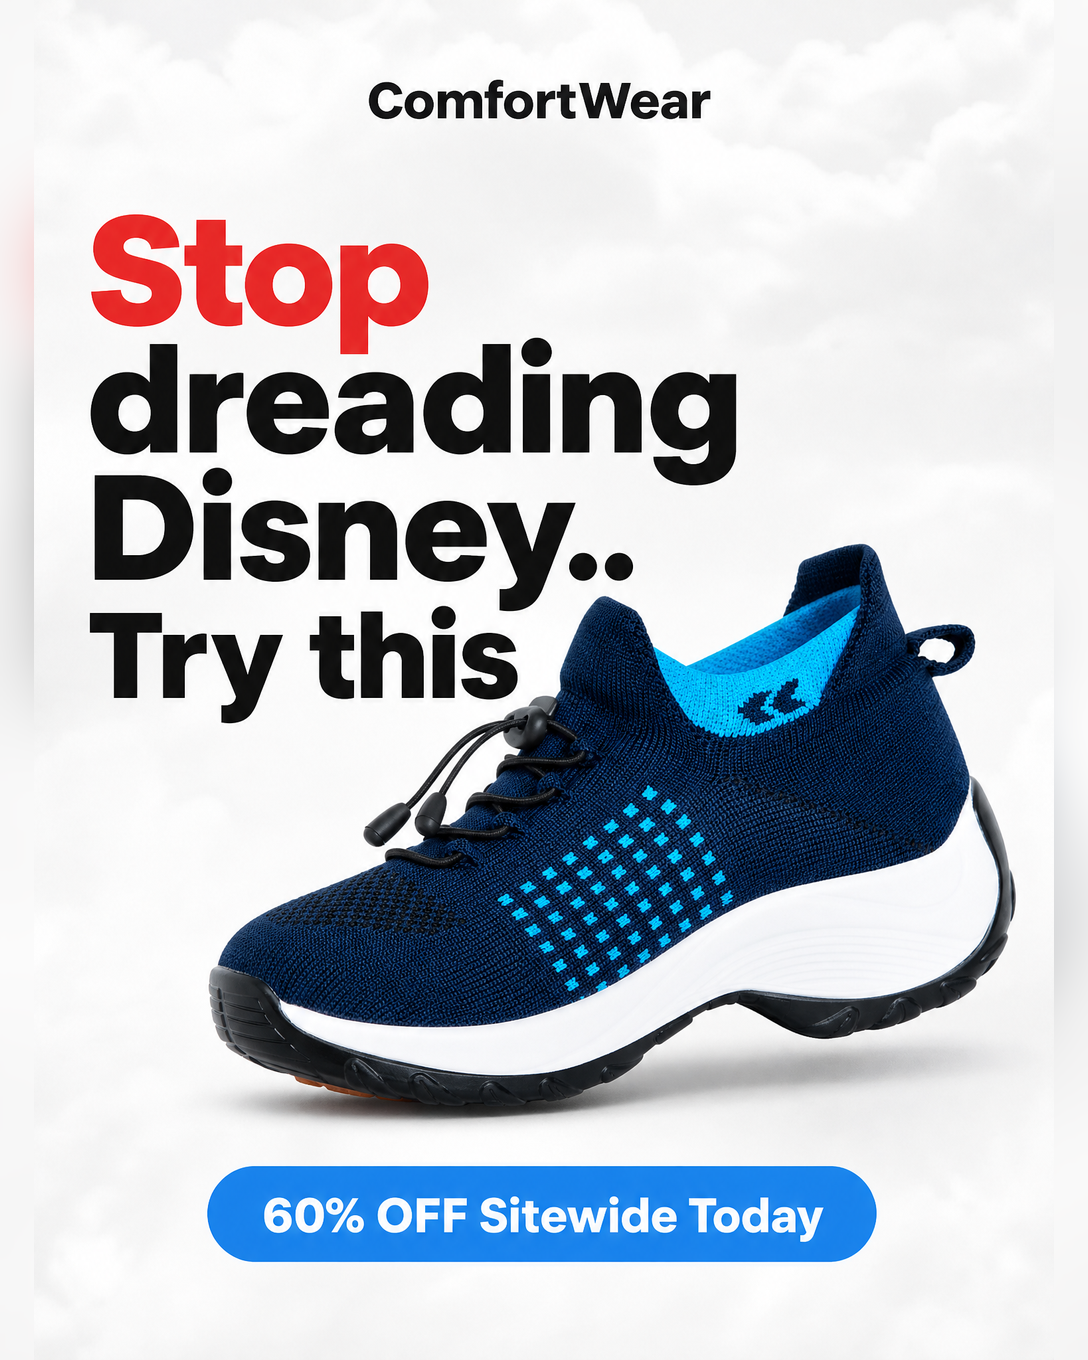 ComfortWear
Stop
dreading
Disney..
Try this
60% OFF Sitewide Today